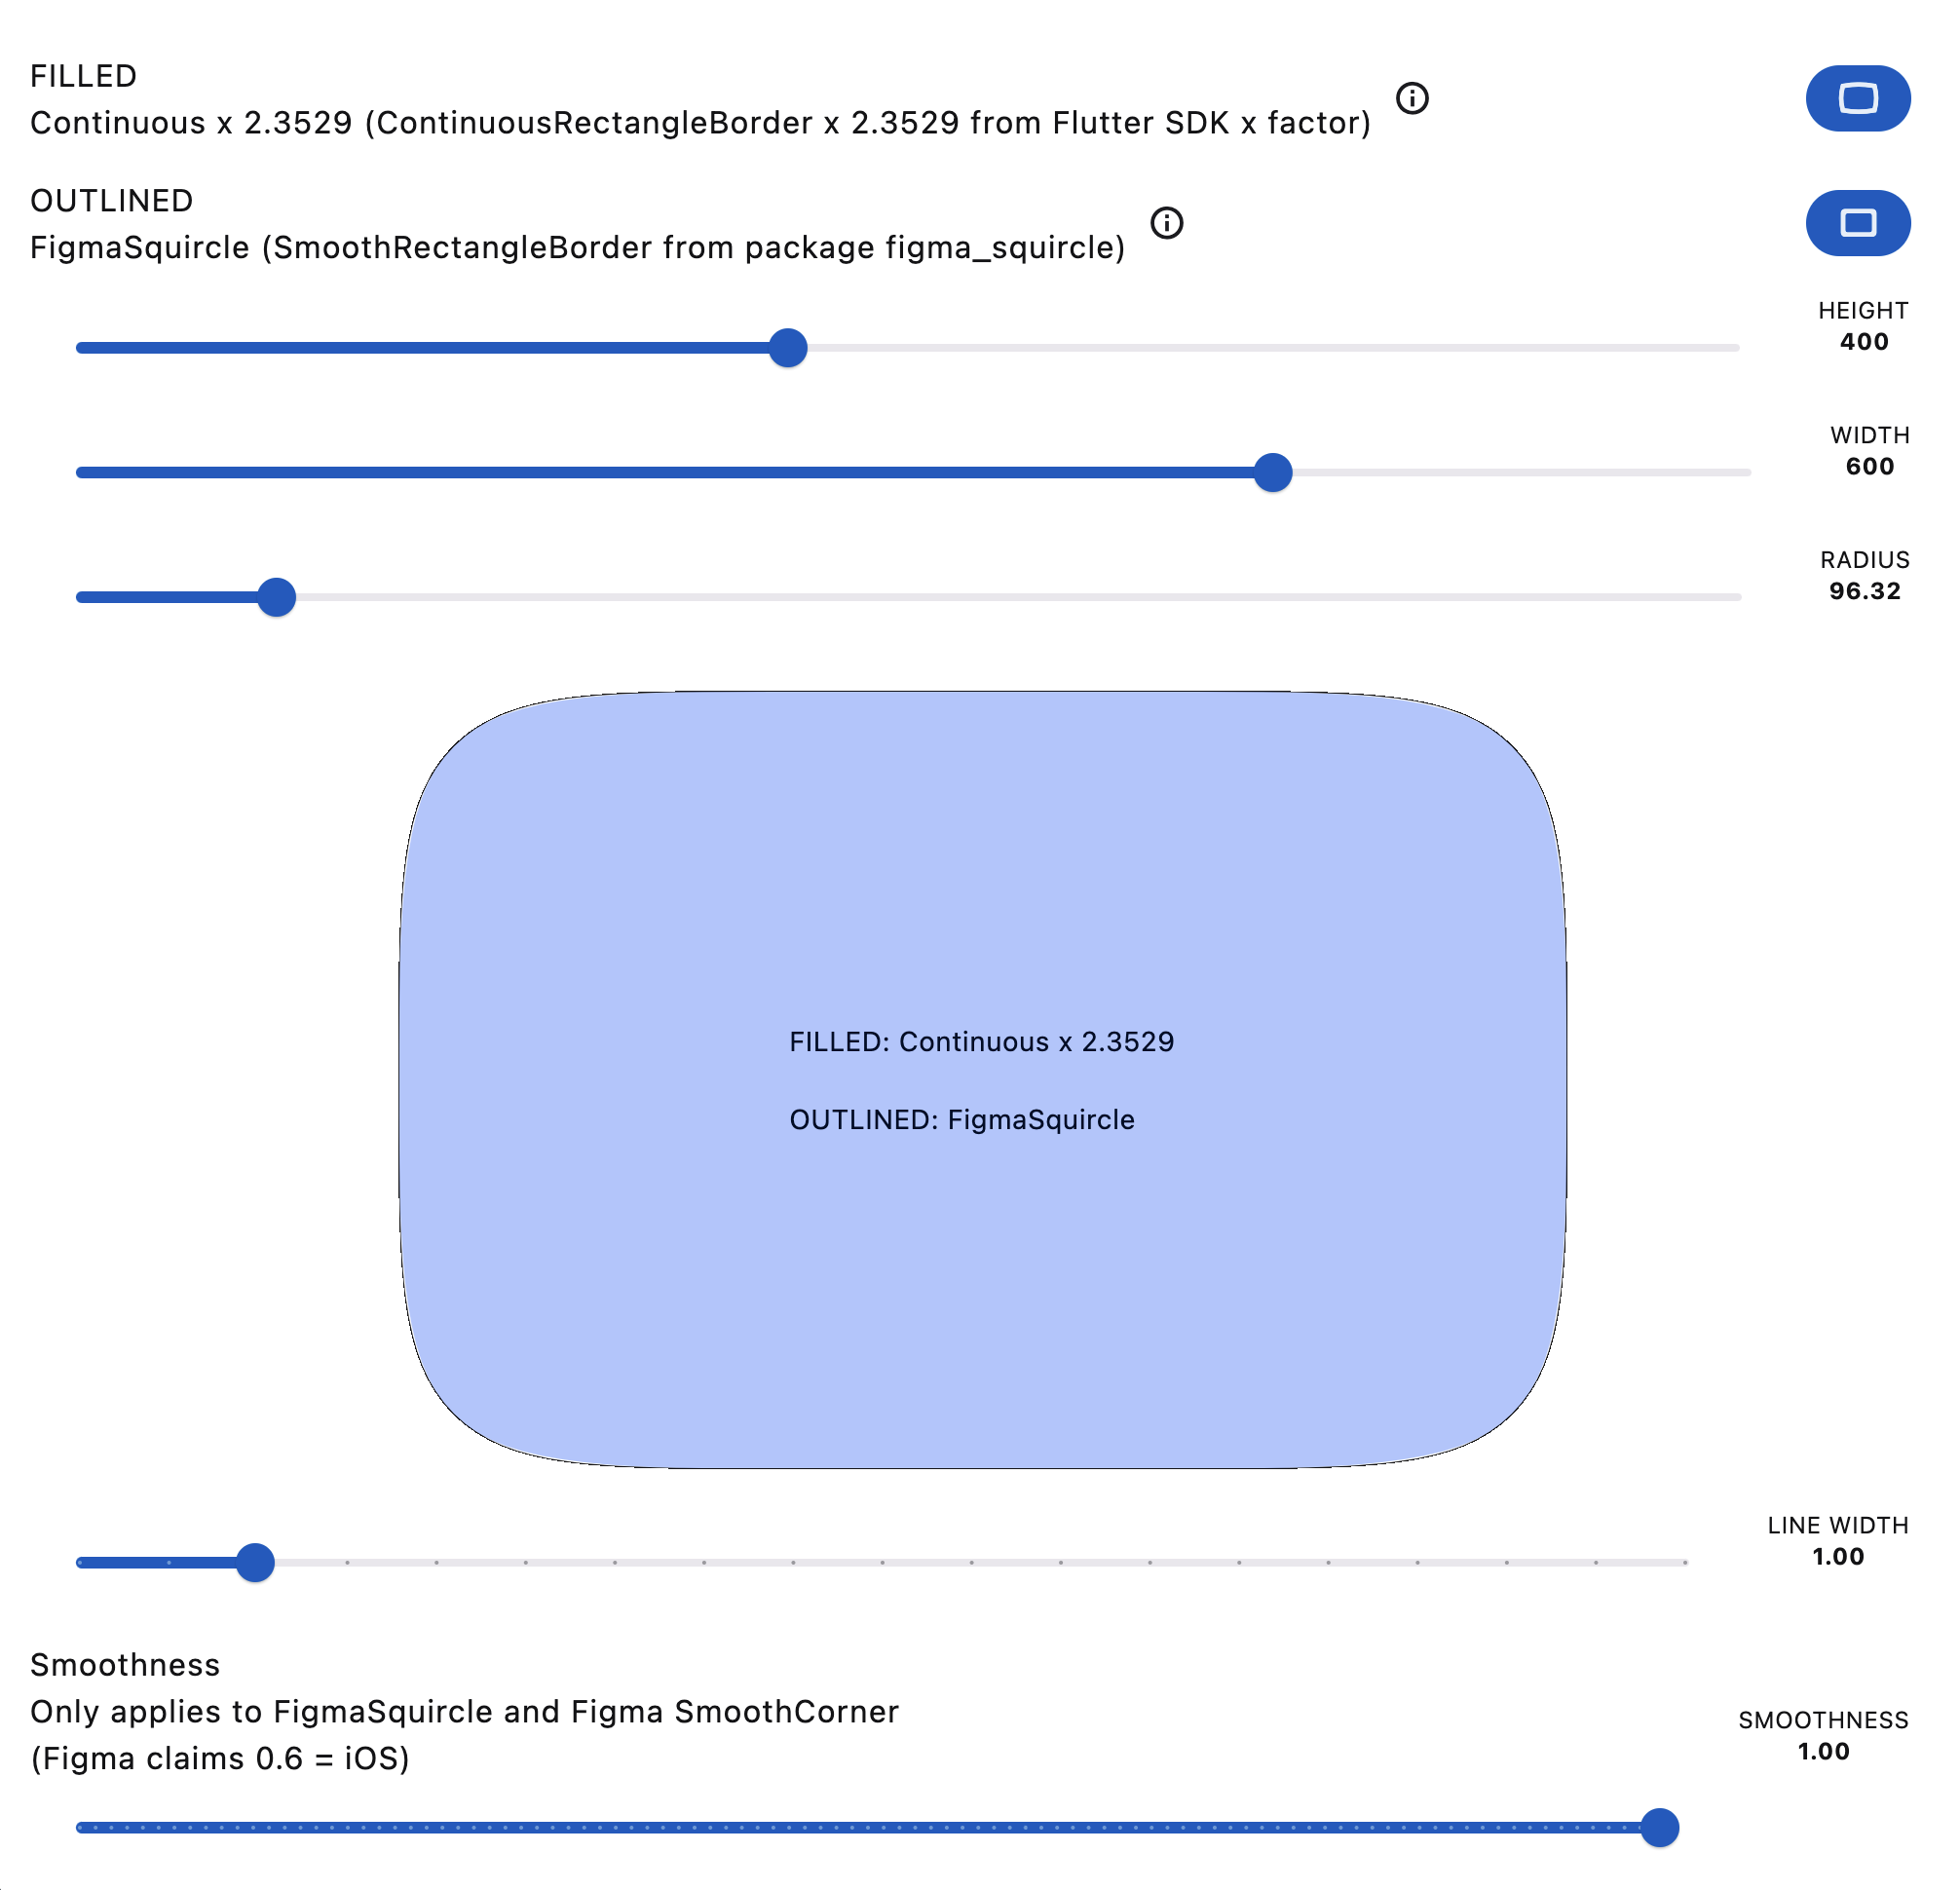 FILLED
Continuous x 2.3529 (ContinuousRectangleBorder x 2.3529 from Flutter SDK x factor)
OUTLINED
FigmaSquircle (SmoothRectangleBorder from package figma_squircle)
HEIGHT
400
WIDTH
600
RADIUS
96.32
FILLED: Continuous x 2.3529
OUTLINED: FigmaSquircle
LINE WIDTH
1.00
Smoothness
Only applies to FigmaSquircle and Figma SmoothCorner
(Figma claims 0.6 = iOS)
SMOOTHNESS
1.00